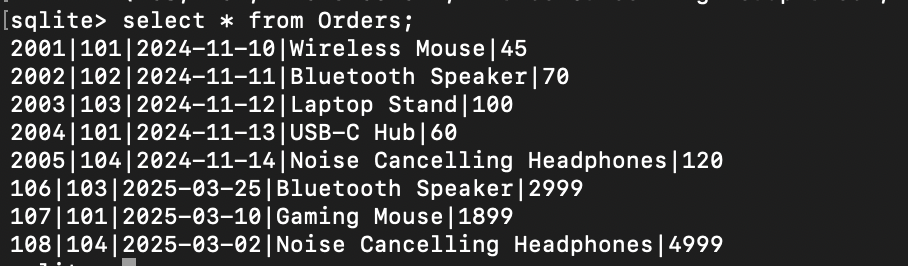 [sqlite> select * from Orders;
2001|101|2024-11-10|Wireless Mouse|45
2002|102|2024-11-11|Bluetooth Speaker|70
2003|103|2024-11-12|Laptop Stand|100
2004|101|2024-11-13|USB-C Hub|60
2005|104|2024-11-14|Noise Cancelling Headphones|120
106|103|2025-03-25|Bluetooth Speaker|2999
107|101|2025-03-10|Gaming Mouse|1899
108|104|2025-03-02|Noise Cancelling Headphones|4999